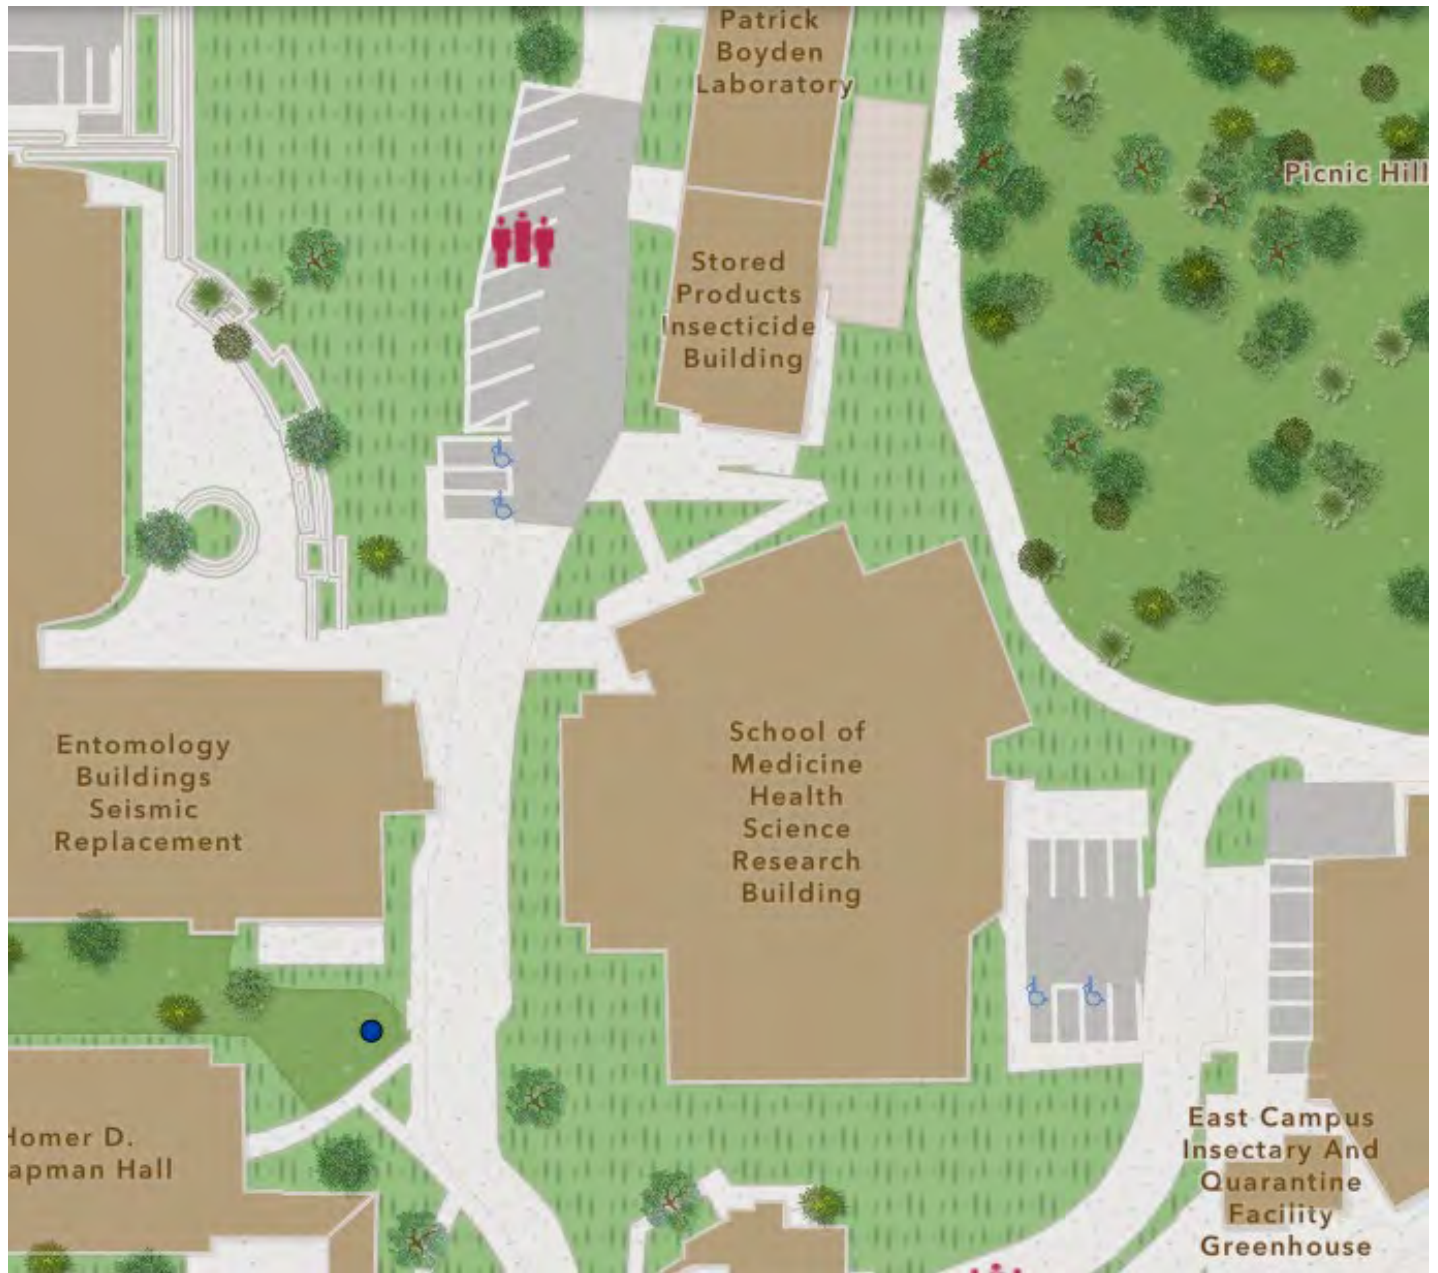 Patrick
Boyden
Laboratory
Picnic Hill
Stored
Products
Insecticide
Building
School of
Medicine
Health
Science
Research
Building
Entomology
Buildings
Seismic
Replacement
Homer D.
apman Hall
East Campus
Insectary And
Quarantine
Facility
Greenhouse